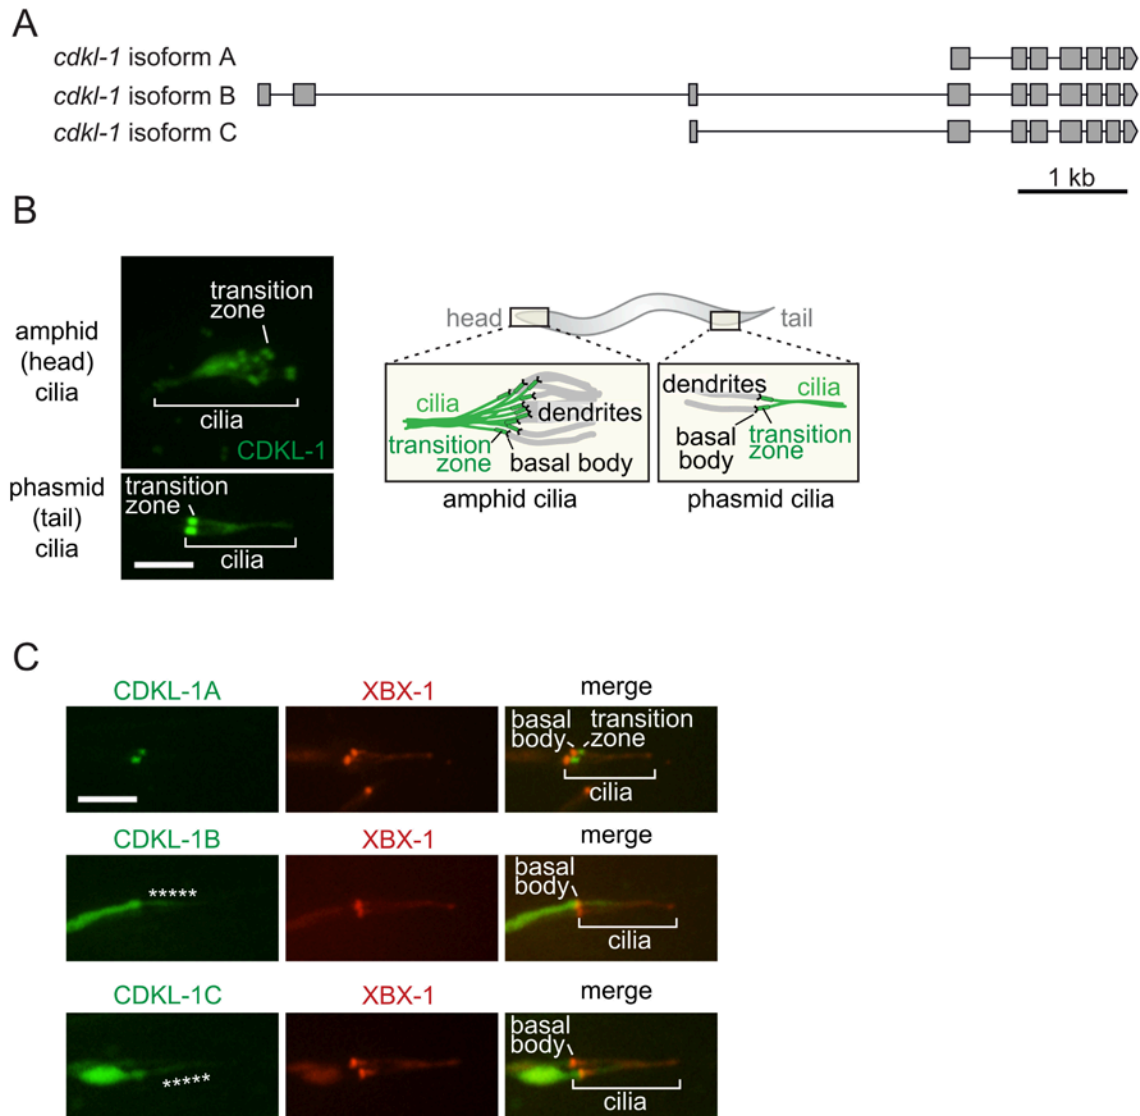 A
cdkl-1 isoform A
cdkl-1 isoform B
cdkl-1 isoform C
1 kb
B
amphid
(head)
cilia
transition
zone
cilia
CDKL-1
phasmid
(tail)
cilia
transition
zone
cilia
head
tail
cilia
dendrites
transition
zone
basal body
amphid cilia
dendrites
cilia
basal
body
transition
zone
phasmid cilia
C
CDKL-1A
XBX-1
merge
basal
body
transition
zone
cilia
CDKL-1B
XBX-1
merge
*****
basal
body
cilia
CDKL-1C
XBX-1
merge
*****
basal
body
cilia